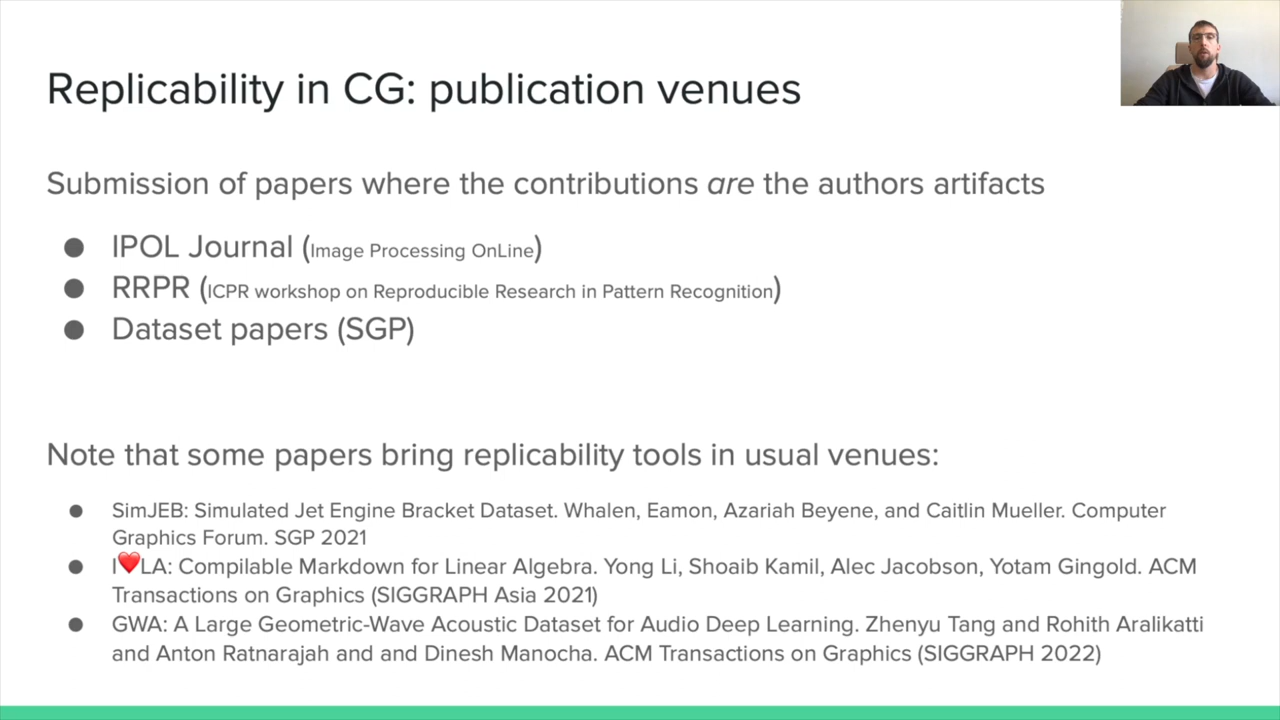 Replicability in CG: publication venues
Submission of papers where the contributions are the authors artifacts
● IPOL Journal (Image Processing OnLine)
● RRPR (ICPR workshop on Reproducible Research in Pattern Recognition)
● Dataset papers (SGP)
Note that some papers bring replicability tools in usual venues:
● SimJEB: Simulated Jet Engine Bracket Dataset. Whalen, Eamon, Azariah Beyene, and Caitlin Mueller. Computer
Graphics Forum. SGP 2021
● I❤️LA: Compilable Markdown for Linear Algebra. Yong Li, Shoaib Kamil, Alec Jacobson, Yotam Gingold. ACM
Transactions on Graphics (SIGGRAPH Asia 2021)
● GWA: A Large Geometric-Wave Acoustic Dataset for Audio Deep Learning. Zhenyu Tang and Rohith Aralikatti
and Anton Ratnarajah and and Dinesh Manocha. ACM Transactions on Graphics (SIGGRAPH 2022)